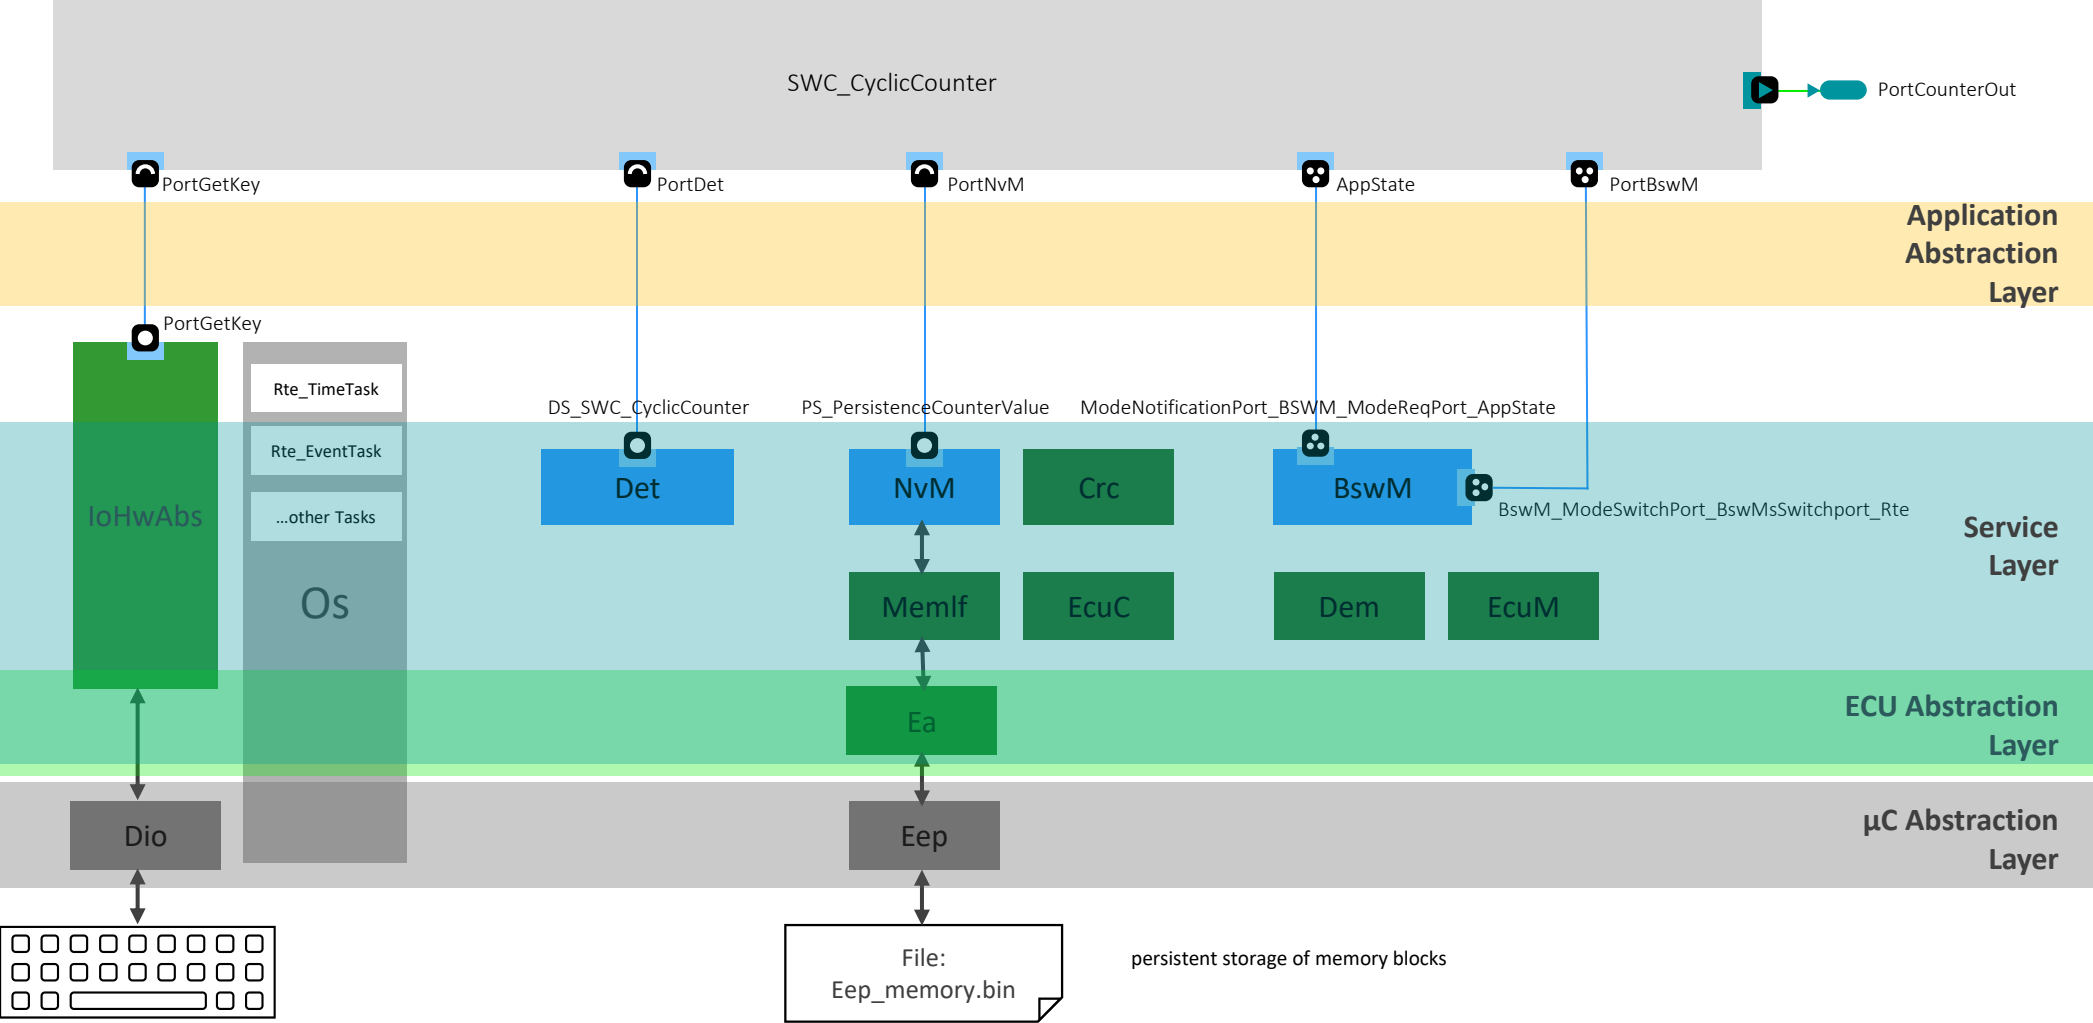 SWC_CyclicCounter
PortCounterOut
PortGetKey
PortDet
PortNvM
AppState
PortBswM
Application
Abstraction
Layer
PortGetKey
Rte_TimeTask
DS_SWC_CyclicCounter
PS_PersistenceCounterValue
ModeNotificationPort_BSWM_ModeReqPort_AppState
Rte_EventTask
IoHwAbs
...other Tasks
Os
Det
NvM
Crc
BswM
BswM_ModeSwitchPort_BswMsSwitchport_Rte
Service
Layer
MemIf
EcuC
Dem
EcuM
Ea
ECU Abstraction
Layer
Dio
Eep
µC Abstraction
Layer
File:
Eep_memory.bin
persistent storage of memory blocks